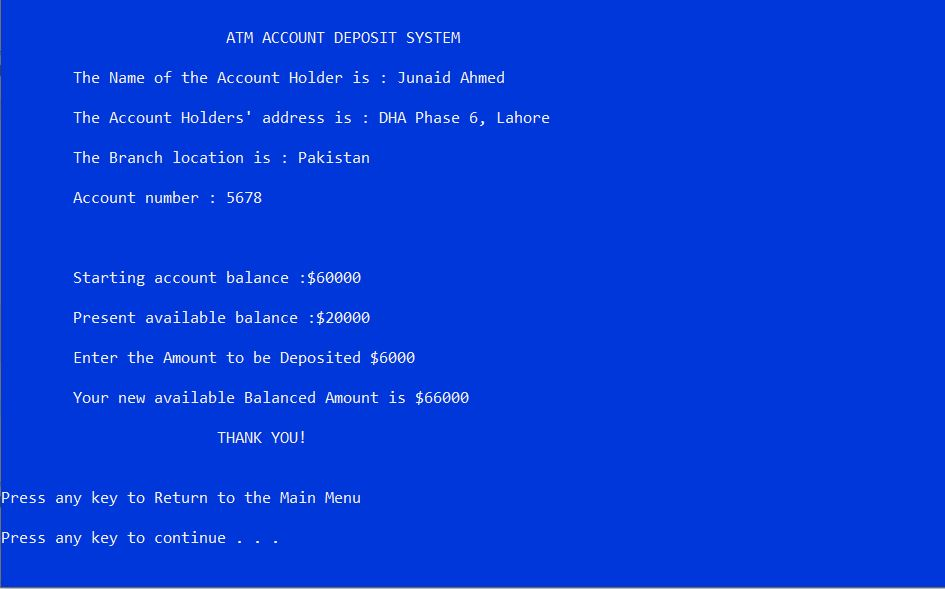 ATM ACCOUNT DEPOSIT SYSTEM
The Name of the Account Holder is : Junaid Ahmed
The Account Holders' address is : DHA Phase 6, Lahore
The Branch location is : Pakistan
Account number : 5678
Starting account balance :$60000
Present available balance :$20000
Enter the Amount to be Deposited $6000
Your new available Balanced Amount is $66000
THANK YOU!
Press any key to Return to the Main Menu
Press any key to continue . . .